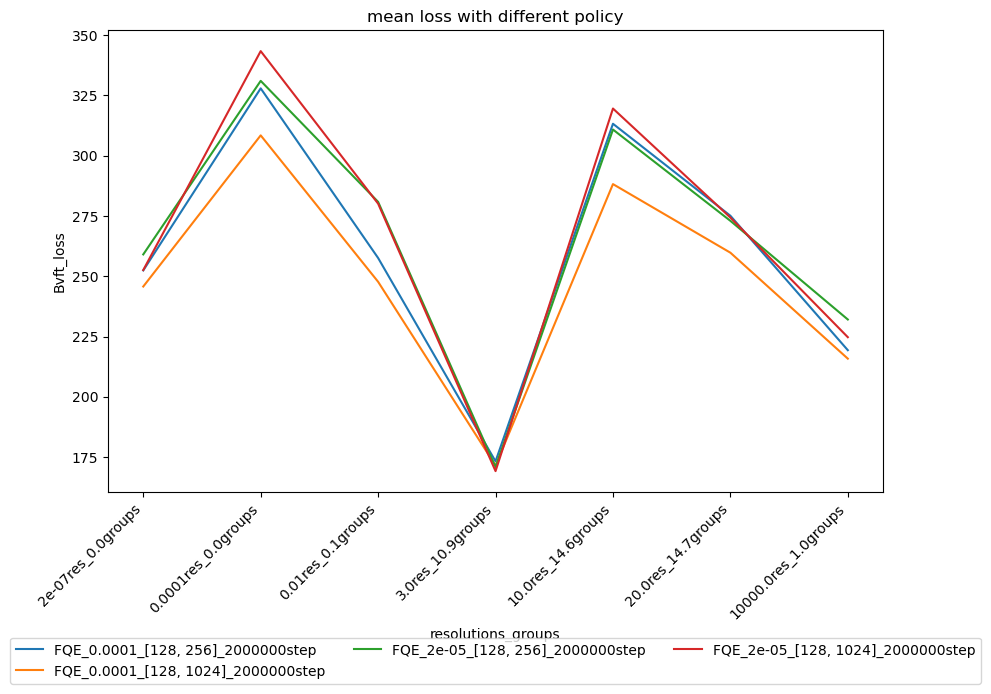 mean loss with different policy
350
325
300
275
250
225
200
175
Bvft_loss
2e-07res_0.0groups
0.0001res_0.0groups
0.01res_0.1groups
3.0res_10.9groups
10.0res_14.6groups
20.0res_14.7groups
10000.0res_1.0groups
resolutions_groups
FQE_0.0001_[128, 256]_2000000step
FQE_0.0001_[128, 1024]_2000000step
FQE_2e-05_[128, 256]_2000000step
FQE_2e-05_[128, 1024]_2000000step